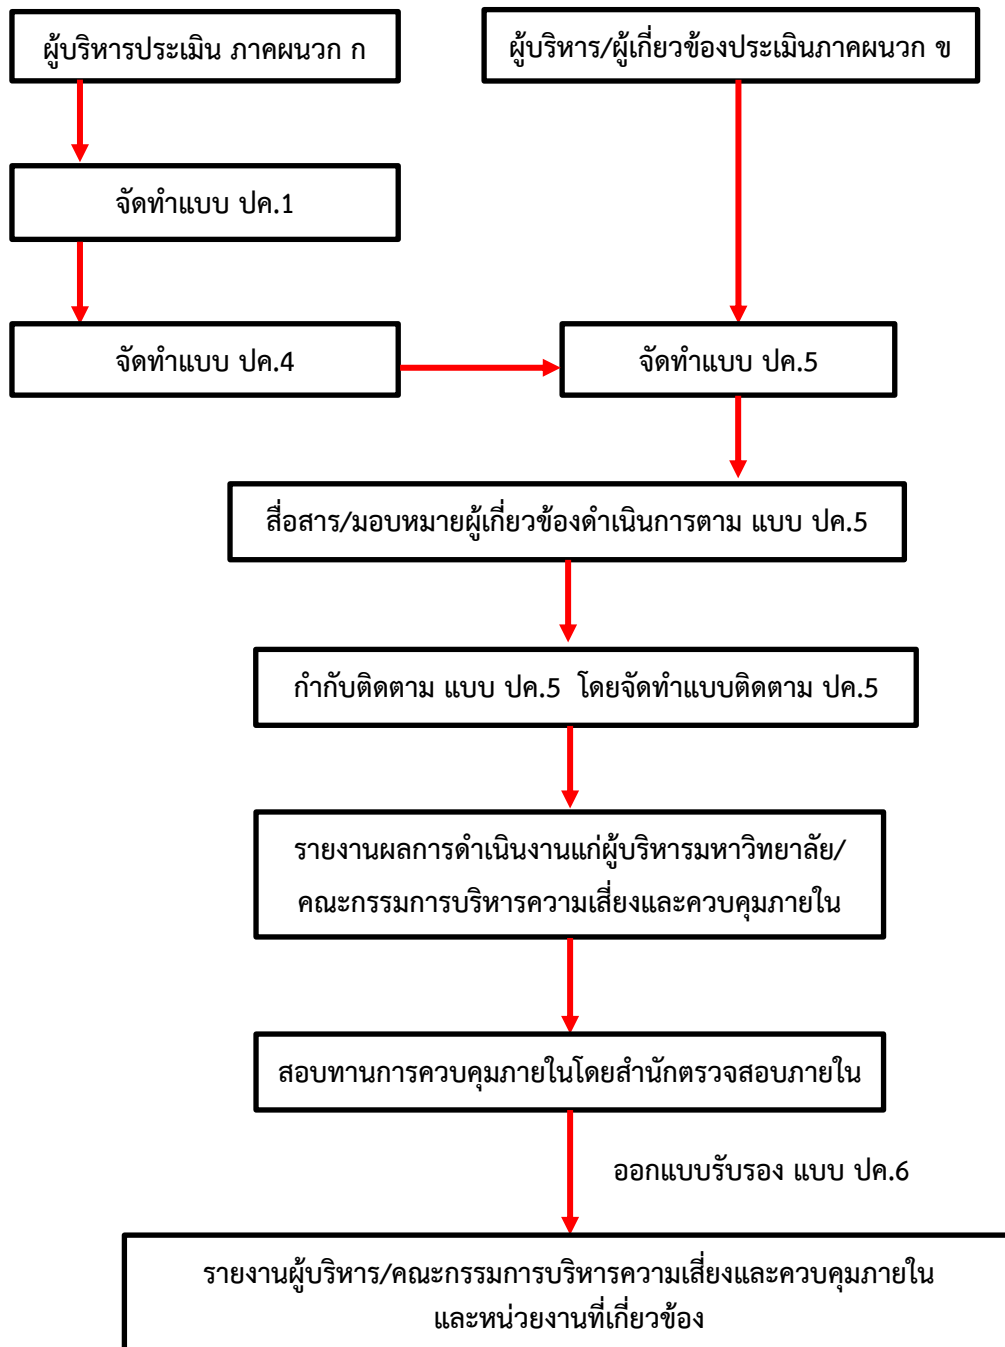 ผู้บริหารประเมิน ภาคผนวก ก
ผู้บริหาร/ผู้เกี่ยวข้องประเมินภาคผนวก ข
จัดทำแบบ ปค.1
จัดทำแบบ ปค.4
จัดทำแบบ ปค.5
สื่อสาร/มอบหมายผู้เกี่ยวข้องดำเนินการตาม แบบ ปค.5
กำกับติดตาม แบบ ปค.5 โดยจัดทำแบบติดตาม ปค.5
รายงานผลการดำเนินงานแก่ผู้บริหารมหาวิทยาลัย/
คณะกรรมการบริหารความเสี่ยงและควบคุมภายใน
สอบทานการควบคุมภายในโดยสำนักตรวจสอบภายใน
ออกแบบรับรอง แบบ ปค.6
รายงานผู้บริหาร/คณะกรรมการบริหารความเสี่ยงและควบคุมภายใน
และหน่วยงานที่เกี่ยวข้อง